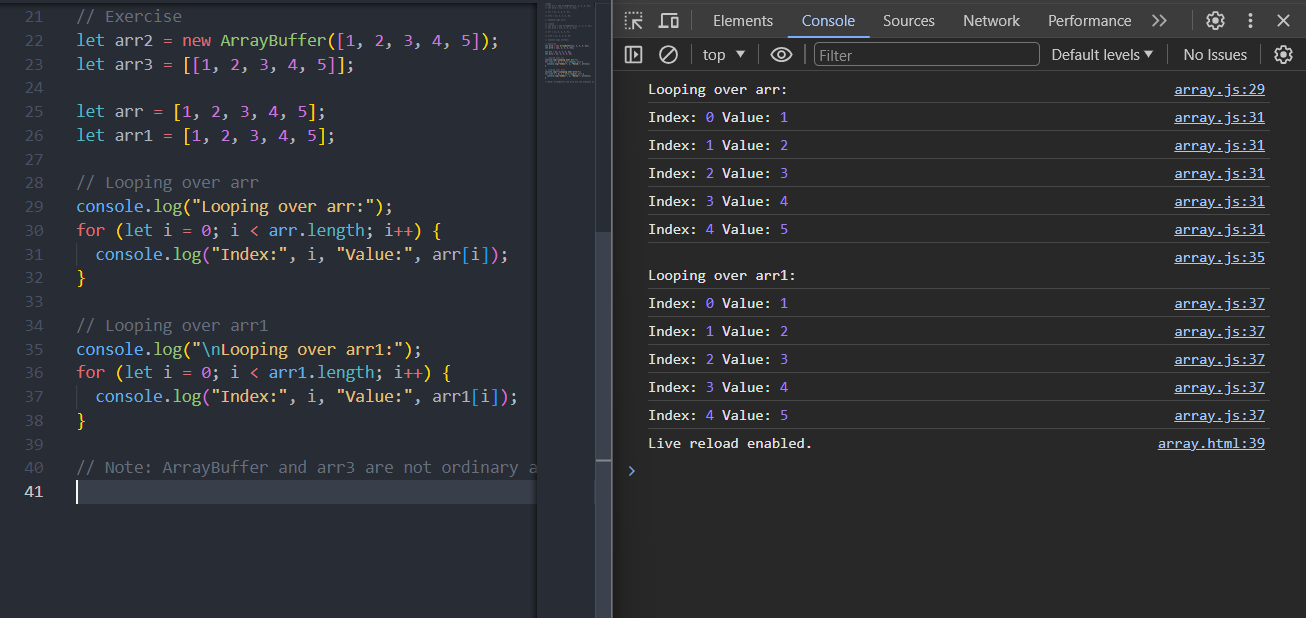 21 // Exercise
22 let arr2 = new ArrayBuffer([1, 2, 3, 4, 5]);
23 let arr3 = [[1, 2, 3, 4, 5]];
24
25 let arr = [1, 2, 3, 4, 5];
26 let arr1 = [1, 2, 3, 4, 5];
27
28 // Looping over arr
29 console.log("Looping over arr:");
30 for (let i = 0; i < arr.length; i++) {
31 console.log("Index:", i, "Value:", arr[i]);
32 }
33
34 // Looping over arr1
35 console.log("\nLooping over arr1:");
36 for (let i = 0; i < arr1.length; i++) {
37 console.log("Index:", i, "Value:", arr1[i]);
38 }
39
40 // Note: ArrayBuffer and arr3 are not ordinary a
41
Elements Console Sources Network Performance
top Filter Default levels No Issues
Looping over arr: array.js:29
Index: 0 Value: 1 array.js:31
Index: 1 Value: 2 array.js:31
Index: 2 Value: 3 array.js:31
Index: 3 Value: 4 array.js:31
Index: 4 Value: 5 array.js:31
array.js:35
Looping over arr1:
Index: 0 Value: 1 array.js:37
Index: 1 Value: 2 array.js:37
Index: 2 Value: 3 array.js:37
Index: 3 Value: 4 array.js:37
Index: 4 Value: 5 array.js:37
Live reload enabled. array.html:39